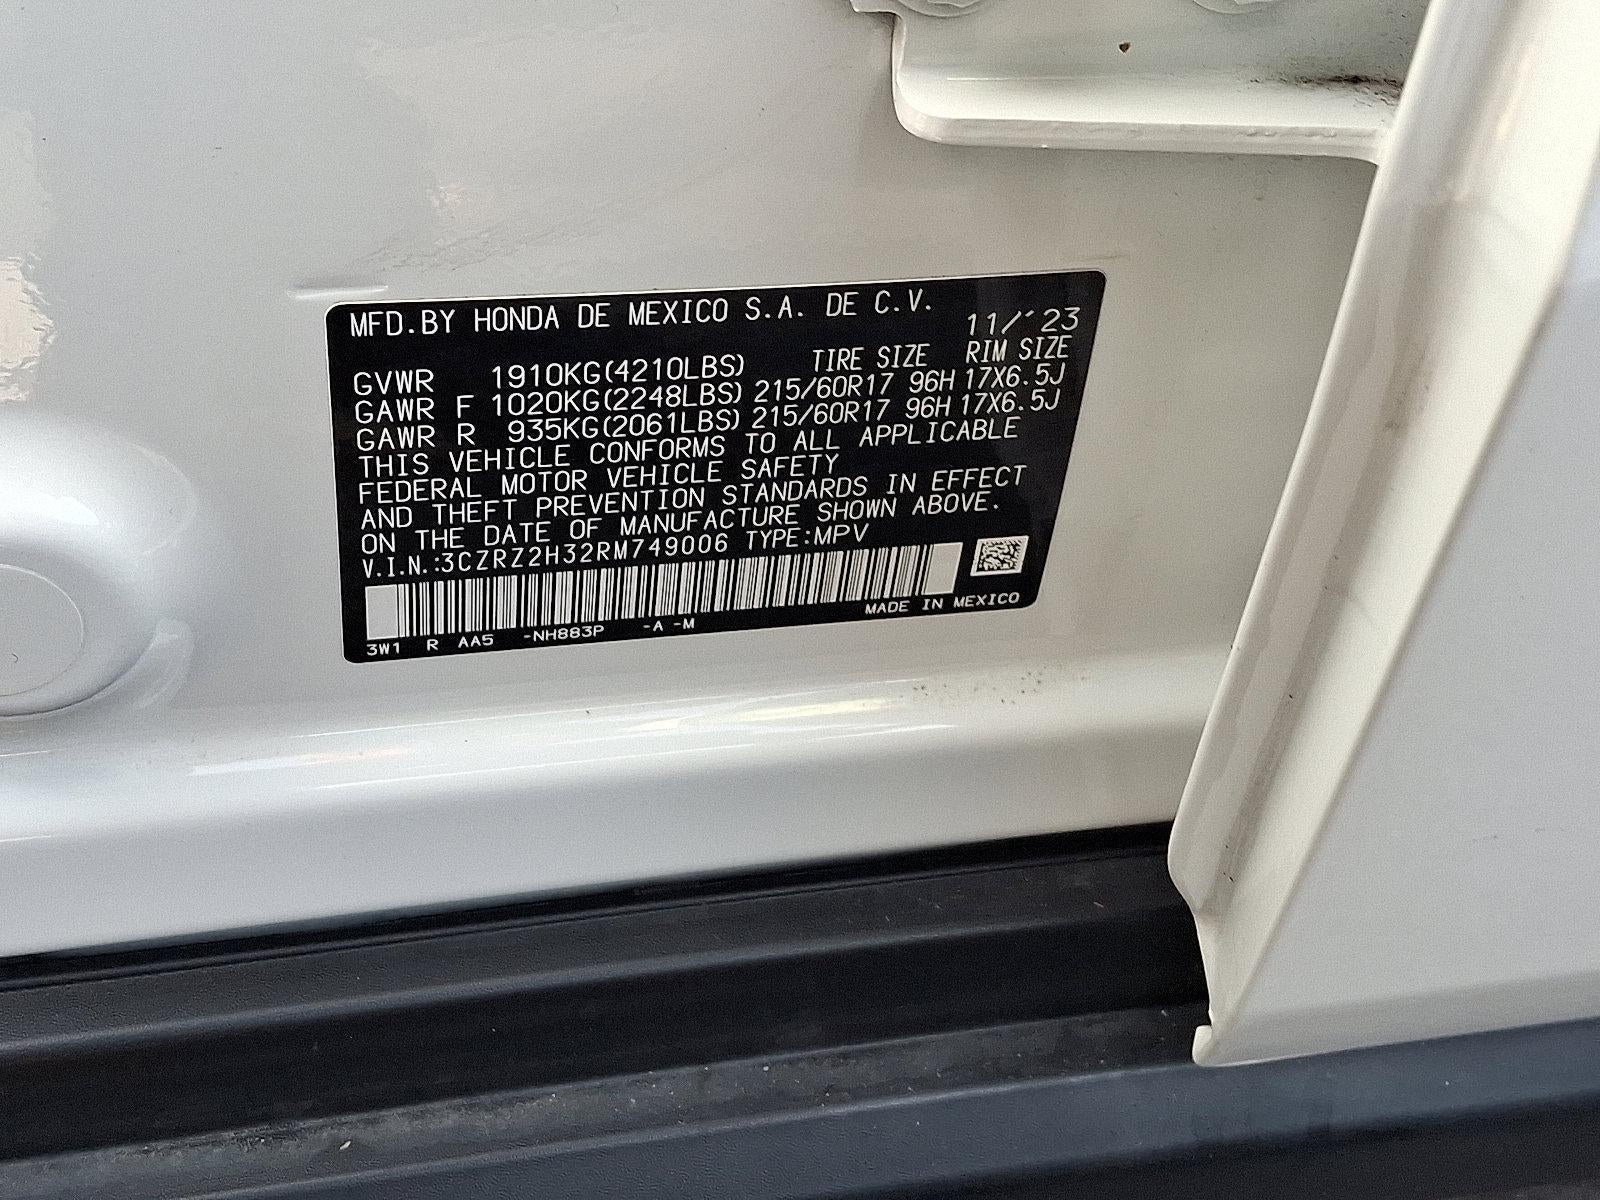 MFD.BY HONDA DE MEXICO S.A. DE C.V.
11/'23
TIRE SIZE RIM SIZE
GVWR 1910KG(4210LBS)
GAWR F 1020KG(2248LBS) 215/60R17 96H 17X6.5J
GAWR R 935KG(2061LBS) 215/60R17 96H 17X6.5J
THIS VEHICLE CONFORMS TO ALL APPLICABLE
FEDERAL MOTOR VEHICLE SAFETY
AND THEFT PREVENTION STANDARDS IN EFFECT
ON THE DATE OF MANUFACTURE SHOWN ABOVE.
V.I.N.:3CZRZ2H32RM749006 TYPE:MPV
MADE IN MEXICO
3W1 R AA5 -NH883P -A -M